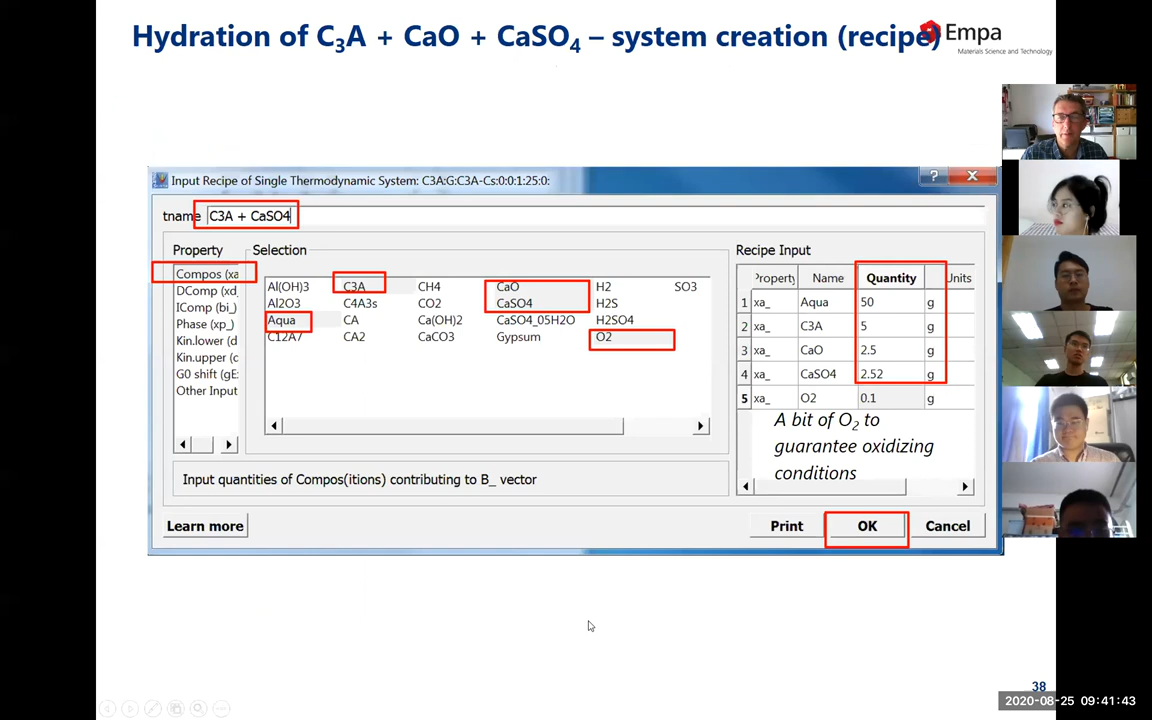 Hydration of C3A + CaO + CaSO4 – system creation (recipe)
Empa
Materials Science and Technology
Input Recipe of Single Thermodynamic System: C3A:G:C3A-Cs:0:0:1:25:0:
?
tname C3A + CaSO4
Property Selection Recipe Input
Compos (xa
DComp (xd_
IComp (bi_)
Phase (xp_)
Kin.lower (d
Kin.upper (c
G0 shift (gE
Other Input
Al(OH)3 C3A CH4 CaO H2 SO3
Al2O3 C4A3s CO2 CaSO4 H2S
Aqua CA Ca(OH)2 CaSO4_05H2O H2SO4
C12A7 CA2 CaCO3 Gypsum O2
Property Name Quantity Units
1 xa_ Aqua 50 g
2 xa_ C3A 5 g
3 xa_ CaO 2.5 g
4 xa_ CaSO4 2.52 g
5 xa_ O2 0.1 g
A bit of O2 to
guarantee oxidizing
conditions
Input quantities of Compos(itions) contributing to B_ vector
Learn more Print OK Cancel
38
2020-08-25 09:41:43